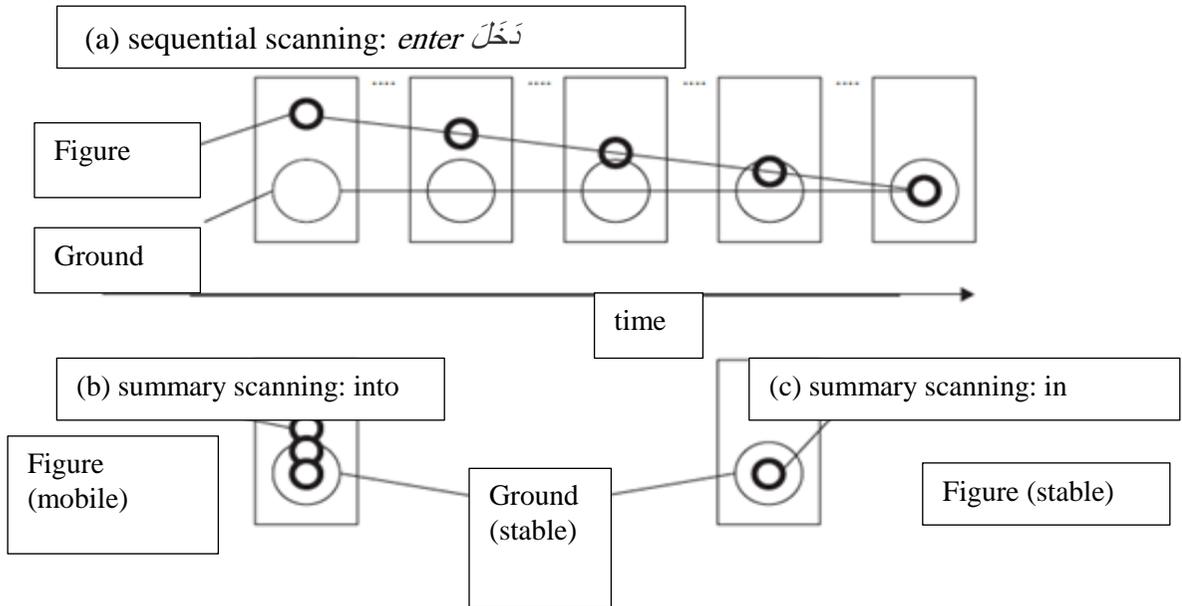 (a) sequential scanning: enter دَخَلَ
Figure
Ground
time
(b) summary scanning: into
(c) summary scanning: in
Figure
(mobile)
Ground
(stable)
Figure (stable)